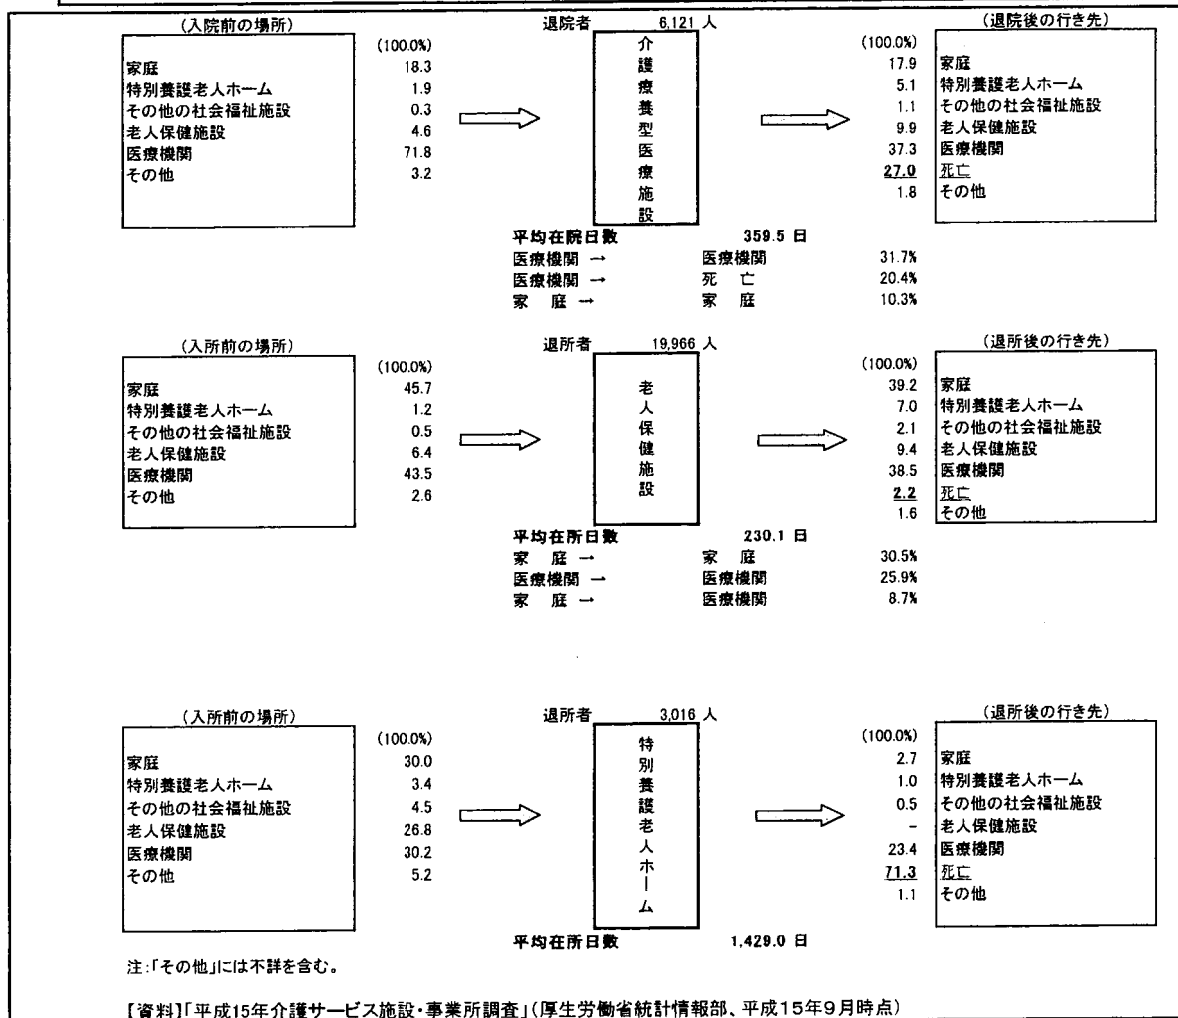 退院者 6,121 人
(入院前の場所)
(100.0%)
家庭 18.3
特別養護老人ホーム 1.9
その他の社会福祉施設 0.3
老人保健施設 4.6
医療機関 71.8
その他 3.2
介護療養型医療施設
(退院後の行き先)
(100.0%)
17.9 家庭
5.1 特別養護老人ホーム
1.1 その他の社会福祉施設
9.9 老人保健施設
37.3 医療機関
27.0 死亡
1.8 その他
平均在院日数 359.5 日
医療機関 → 医療機関 31.7%
医療機関 → 死 亡 20.4%
家 庭 → 家 庭 10.3%
退所者 19,966 人
(入所前の場所)
(100.0%)
家庭 45.7
特別養護老人ホーム 1.2
その他の社会福祉施設 0.5
老人保健施設 6.4
医療機関 43.5
その他 2.6
老人保健施設
(退所後の行き先)
(100.0%)
39.2 家庭
7.0 特別養護老人ホーム
2.1 その他の社会福祉施設
9.4 老人保健施設
38.5 医療機関
2.2 死亡
1.6 その他
平均在所日数 230.1 日
家 庭 → 家 庭 30.5%
医療機関 → 医療機関 25.9%
家 庭 → 医療機関 8.7%
退所者 3,016 人
(入所前の場所)
(100.0%)
家庭 30.0
特別養護老人ホーム 3.4
その他の社会福祉施設 4.5
老人保健施設 26.8
医療機関 30.2
その他 5.2
特別養護老人ホーム
(退所後の行き先)
(100.0%)
2.7 家庭
1.0 特別養護老人ホーム
0.5 その他の社会福祉施設
- 老人保健施設
23.4 医療機関
71.3 死亡
1.1 その他
平均在所日数 1,429.0 日
注:「その他」には不詳を含む。
【資料】「平成15年介護サービス施設・事業所調査」(厚生労働省統計情報部、平成15年9月時点)